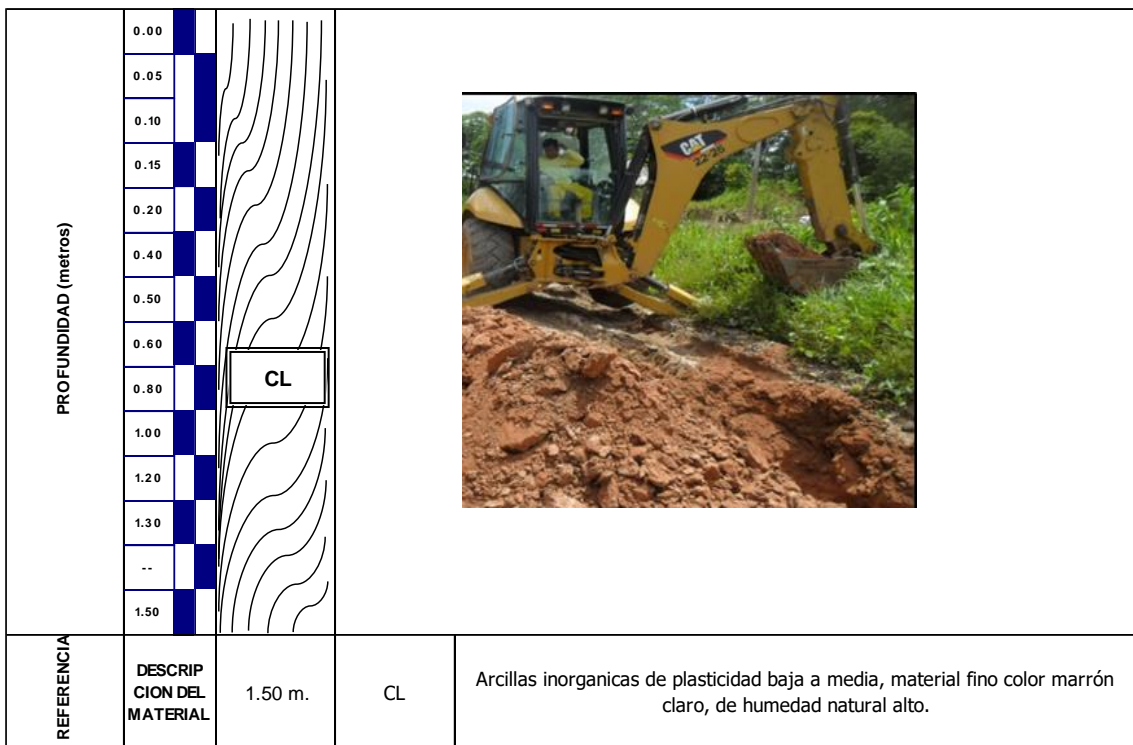 PROFUNDIDAD (metros)
0.00
0.05
0.10
0.15
0.20
0.40
0.50
0.60
0.80
1.00
1.20
1.30
--
1.50
CL
CAT
22-25
REFERENCIA
DESCRIP
CION DEL
MATERIAL
1.50 m.
CL
Arcillas inorganicas de plasticidad baja a media, material fino color marrón
claro, de humedad natural alto.